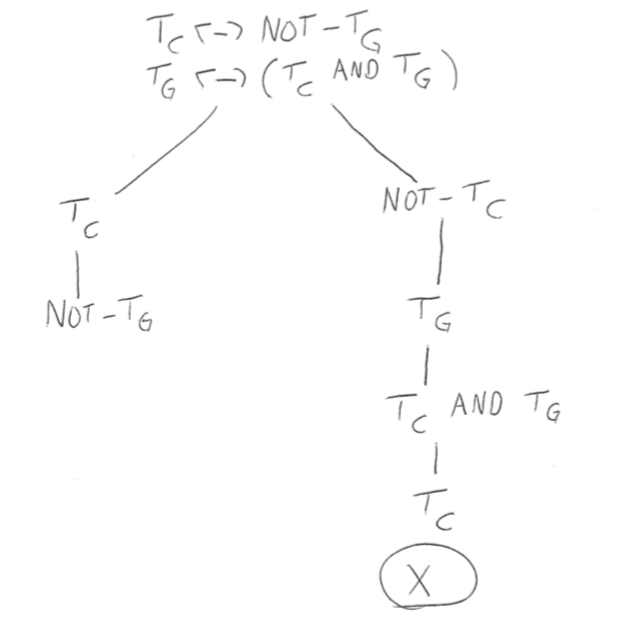 T_C <-> NOT-T_G
T_G <-> (T_C AND T_G)
T_C
NOT-T_C
NOT-T_G
T_G
T_C AND T_G
T_C
X